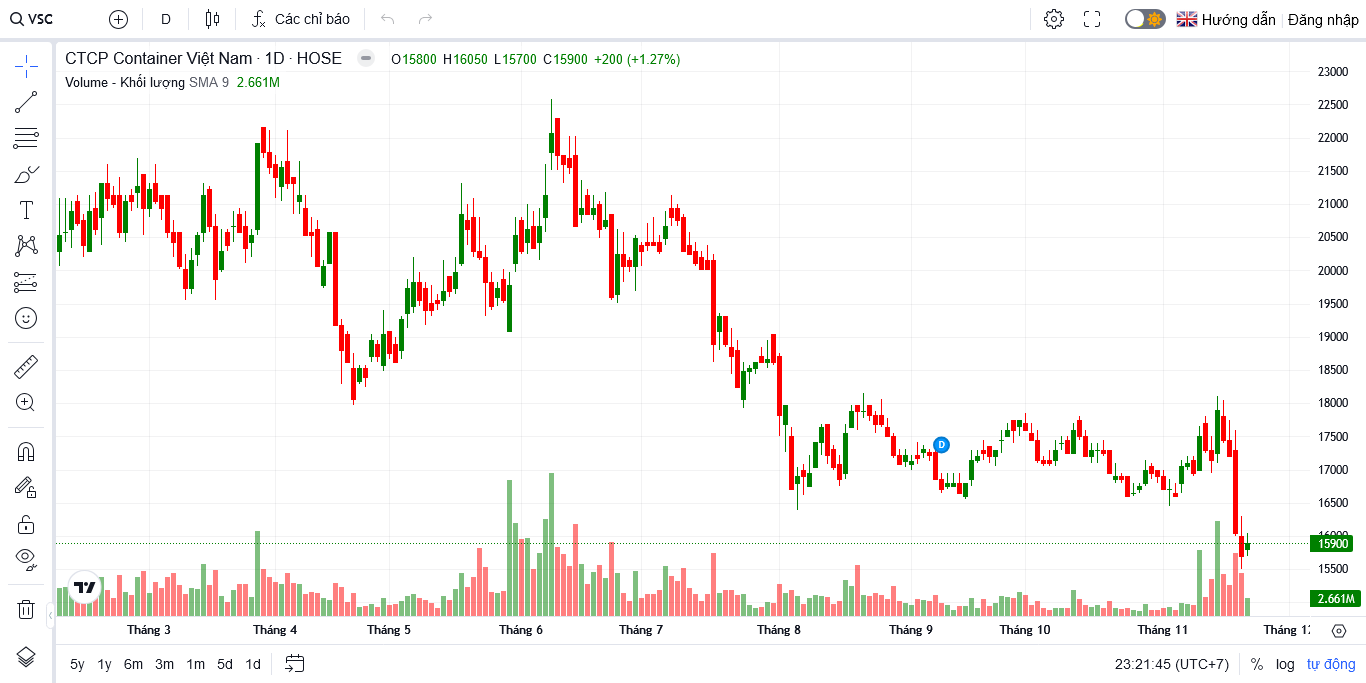 VSC D Các chỉ báo Hướng dẫn Đăng nhập
CTCP Container Việt Nam · 1D · HOSE O15800 H16050 L15700 C15900 +200 (+1.27%)
Volume - Khối lượng SMA 9 2.661M
23000
22500
22000
21500
21000
20500
20000
19500
19000
18500
18000
17500
17000
16500
15900
15500
2.661M
D
Tháng 3 Tháng 4 Tháng 5 Tháng 6 Tháng 7 Tháng 8 Tháng 9 Tháng 10 Tháng 11
5y 1y 6m 3m 1m 5d 1d 23:21:45 (UTC+7) % log tự động